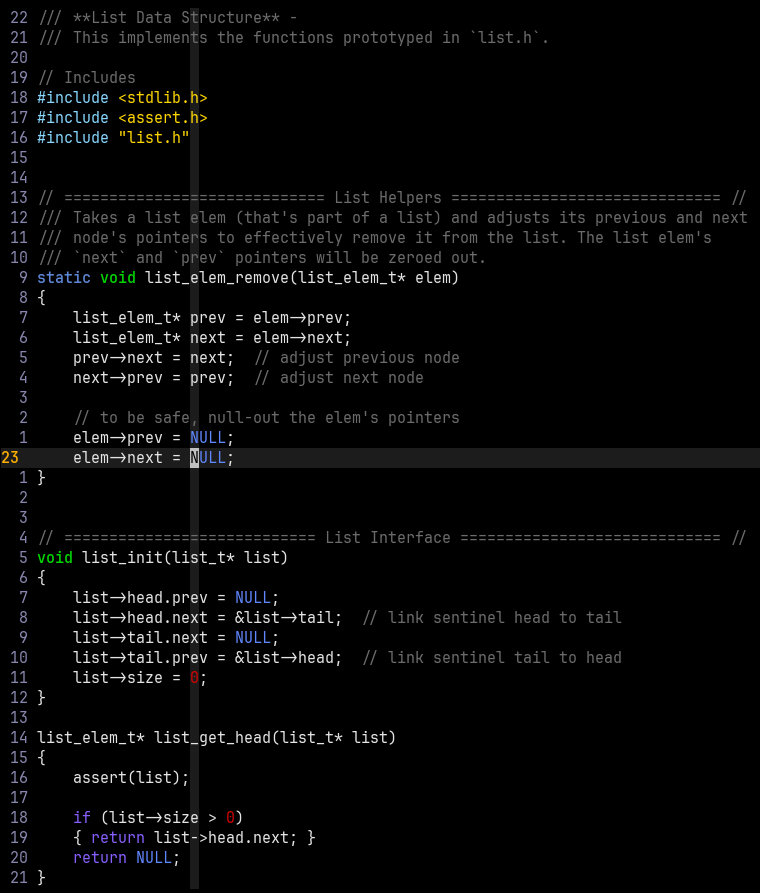 22 /// **List Data Structure** -
21 /// This implements the functions prototyped in `list.h`.
20
19 // Includes
18 #include <stdlib.h>
17 #include <assert.h>
16 #include "list.h"
15
14
13 // ============================= List Helpers ============================== //
12 /// Takes a list elem (that's part of a list) and adjusts its previous and next
11 /// node's pointers to effectively remove it from the list. The list elem's
10 /// `next` and `prev` pointers will be zeroed out.
9 static void list_elem_remove(list_elem_t* elem)
8 {
7     list_elem_t* prev = elem->prev;
6     list_elem_t* next = elem->next;
5     prev->next = next;  // adjust previous node
4     next->prev = prev;  // adjust next node
3
2     // to be safe, null-out the elem's pointers
1     elem->prev = NULL;
23     elem->next = NULL;
1 }
2
3
4 // ============================ List Interface ============================= //
5 void list_init(list_t* list)
6 {
7     list->head.prev = NULL;
8     list->head.next = &list->tail;  // link sentinel head to tail
9     list->tail.next = NULL;
10     list->tail.prev = &list->head;  // link sentinel tail to head
11     list->size = 0;
12 }
13
14 list_elem_t* list_get_head(list_t* list)
15 {
16     assert(list);
17
18     if (list->size > 0)
19     { return list->head.next; }
20     return NULL;
21 }